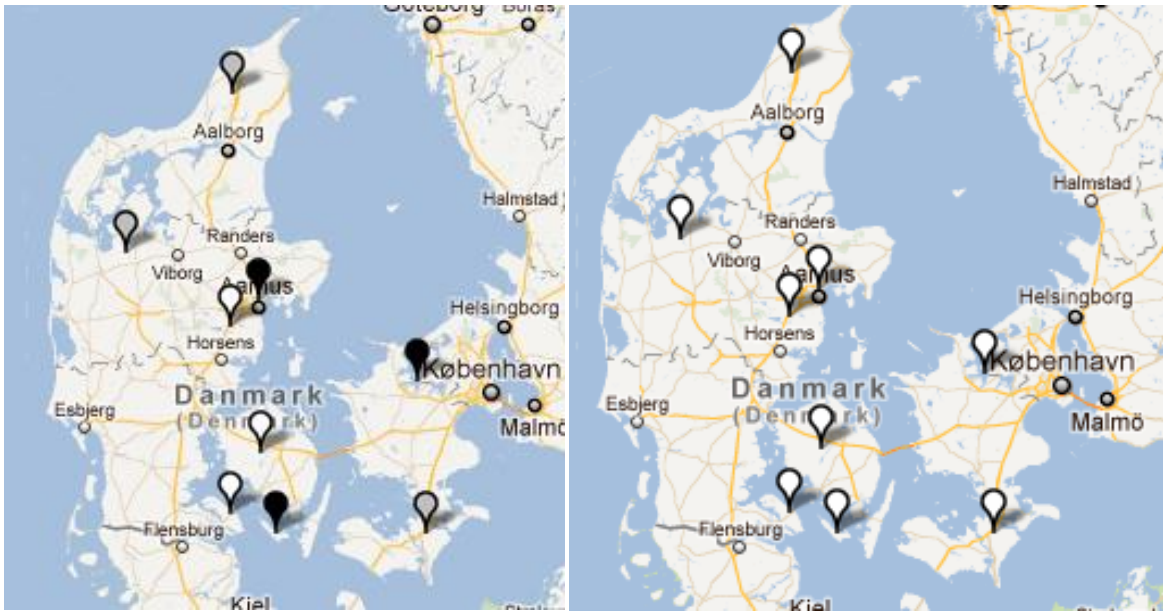 Göteborg
Borås
Aalborg
Halmstad
Randers
Viborg
Aarhus
Helsingborg
Horsens
København
Danmark
(Denmark)
Esbjerg
Malmö
Flensburg
Kiel
Aalborg
Halmstad
Randers
Viborg
Aarhus
Helsingborg
Horsens
København
Danmark
(Denmark)
Esbjerg
Malmö
Flensburg
Kiel